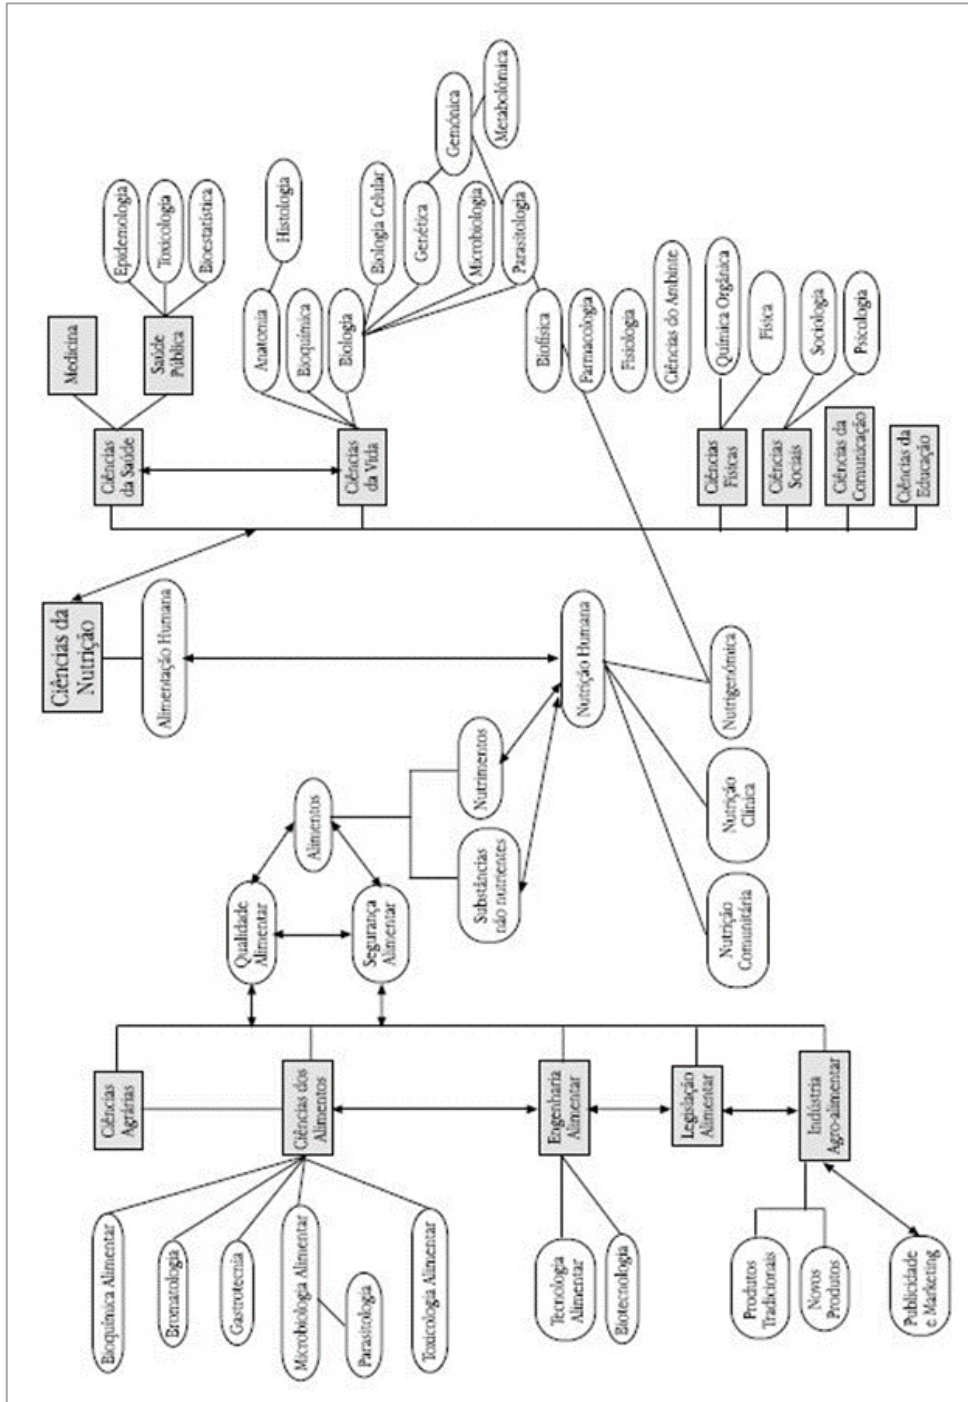 Ciências da
Nutrição
Alimentação Humana
Ciências
Agrárias
Ciências da
Saúde
Medicina
Saúde
Pública
Epidemologia
Toxicologia
Bioestatística
Bioquímica Alimentar
Bromatologia
Gastrotecnia
Microbiologia Alimentar
Parasitologia
Toxicologia Alimentar
Ciências dos
Alimentos
Qualidade
Alimentar
Segurança
Alimentar
Alimentos
Ciências
da Vida
Anatomia
Histologia
Bioquímica
Biologia
Biologia Celular
Genética
Gemónica
Metabolómica
Microbiologia
Parasitologia
Substâncias
não nutrientes
Nutrimentos
Nutrição Humana
Biofísica
Farmacologia
Fisiologia
Ciências do Ambinte
Tecnologia
Alimentar
Biotecnologia
Engenharia
Alimentar
Legislação
Alimentar
Nutrição
Comunitária
Nutrição
Clínica
Nutrigenómica
Ciências
Físicas
Química Orgânica
Física
Ciências
Sociais
Sociologia
Psicologia
Ciências da
Comunicação
Ciências da
Educação
Indústria
Agro-alimentar
Produtos
Tradicionais
Novos
Produtos
Publicidade
e Marketing